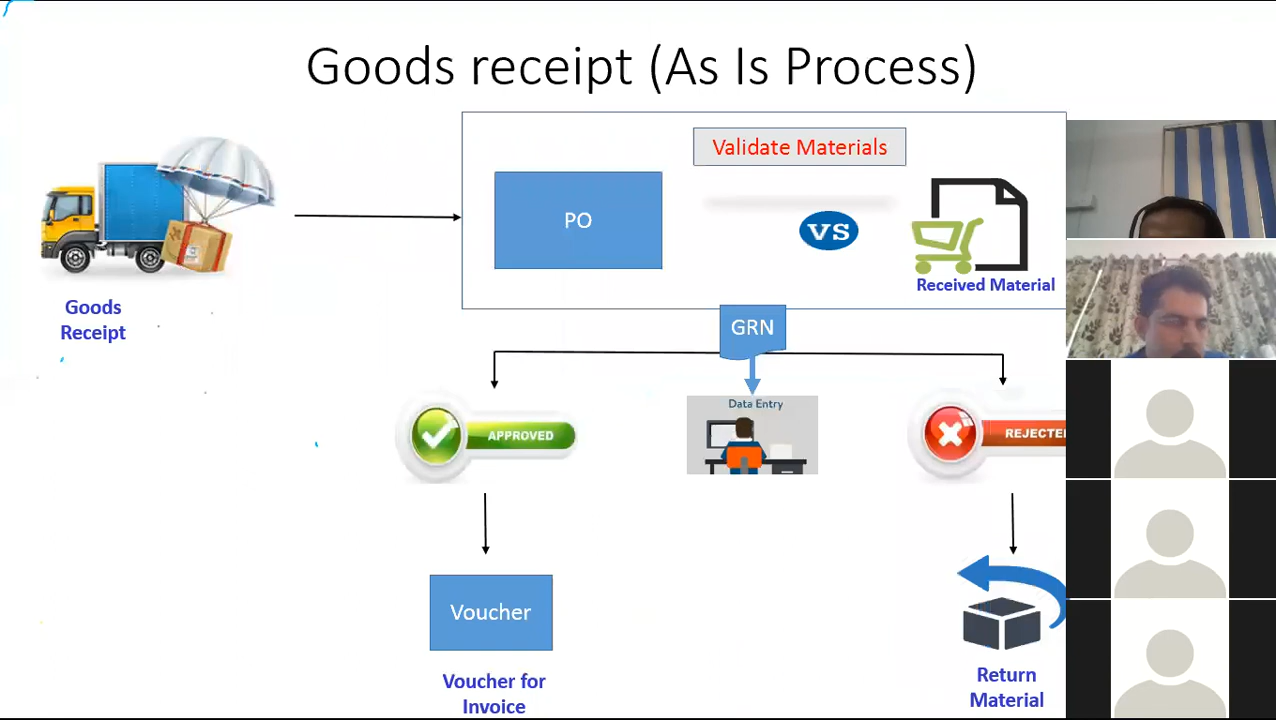 Goods receipt (As Is Process)
Validate Materials
PO
VS
Received Material
Goods
Receipt
GRN
Data Entry
APPROVED
REJECTE
Voucher
Voucher for
Invoice
Return
Material